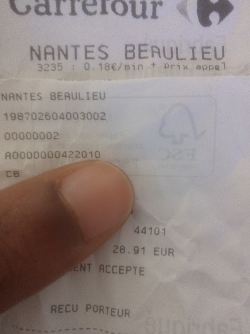 Carrefour
NANTES BEAULIEU
3235 : 0.18€/min + Prix appel
NANTES BEAULIEU
198702604003002
00000002
A0000000422010
CB
44101
28.91 EUR
ENT ACCEPTE
RECU PORTEUR
FSC